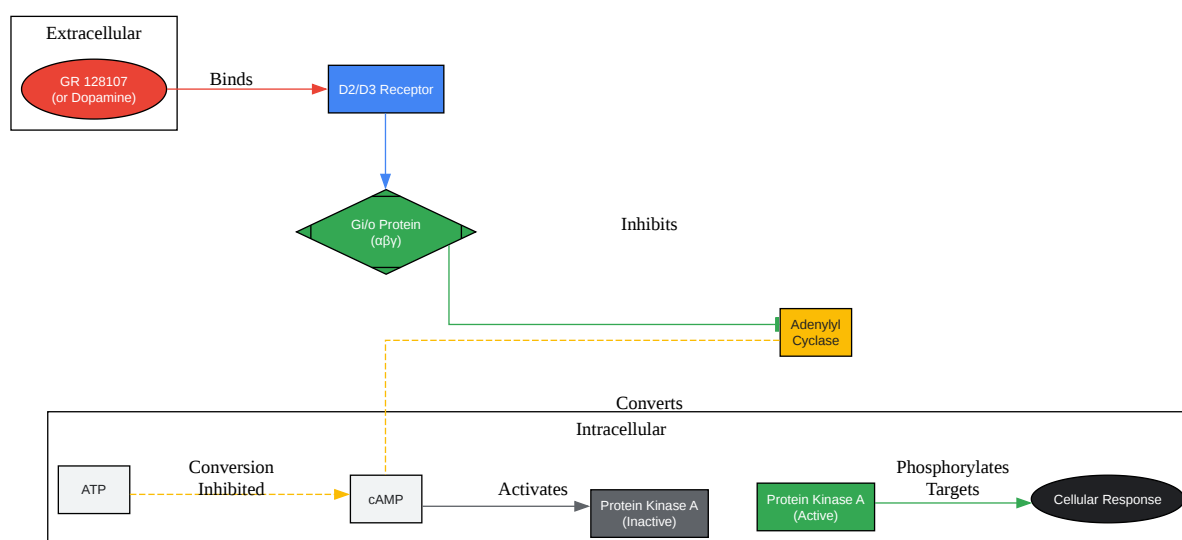 Extracellular
GR 128107
(or Dopamine)
Binds
D2/D3 Receptor
Gi/o Protein
(αβγ)
Inhibits
Adenylyl
Cyclase
Converts
Intracellular
ATP
Conversion
Inhibited
cAMP
Activates
Protein Kinase A
(Inactive)
Protein Kinase A
(Active)
Phosphorylates
Targets
Cellular Response